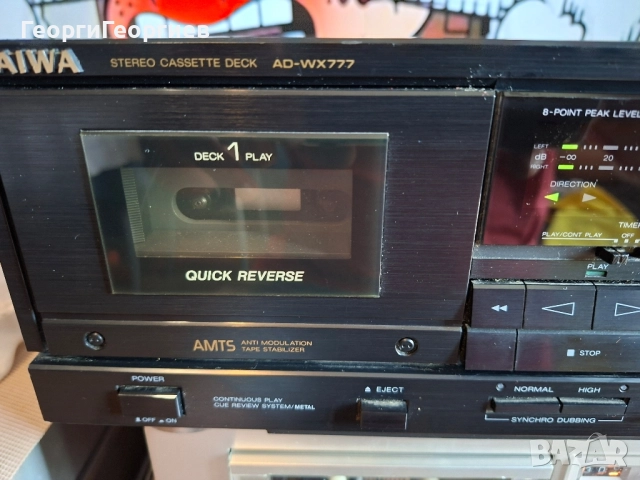 ГеоргиГеоргиев
AIWA STEREO CASSETTE DECK AD-WX777
8-POINT PEAK LEVEL
DECK 1 PLAY
LEFT
dB -∞ 20
RIGHT
DIRECTION
TIMER
PLAY/CONT. PLAY OFF
PLAY
QUICK REVERSE
AMTS ANTI MODULATION
TAPE STABILIZER
STOP
POWER
OFF ON
CONTINUOUS PLAY
CUE REVIEW SYSTEM/METAL
EJECT
NORMAL HIGH
SYNCHRO DUBBING
BAZAR